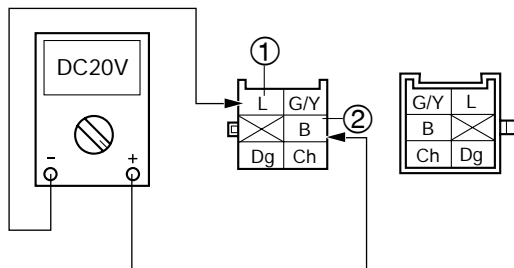 DC20V
- +
1
L G/Y
2
B
Dg Ch
G/Y L
B
Ch Dg